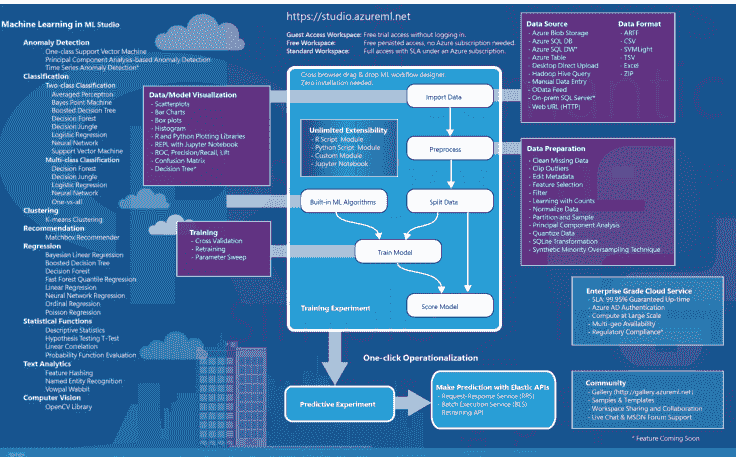 Machine Learning in ML Studio
Anomaly Detection
One-class Support Vector Machine
Principal Component Analysis-based Anomaly Detection
Time Series Anomaly Detection*
Classification
Two-class Classification
Averaged Perceptron
Bayes Point Machine
Boosted Decision Tree
Decision Forest
Decision Jungle
Logistic Regression
Neural Network
Support Vector Machine
Multi-class Classification
Decision Forest
Decision Jungle
Logistic Regression
Neural Network
One-vs-all
Clustering
K-means Clustering
Recommendation
Matchbox Recommender
Regression
Bayesian Linear Regression
Boosted Decision Tree
Decision Forest
Fast Forest Quantile Regression
Linear Regression
Neural Network Regression
Ordinal Regression
Poisson Regression
Statistical Functions
Descriptive Statistics
Hypothesis Testing T-Test
Linear Correlation
Probability Function Evaluation
Text Analytics
Feature Hashing
Named Entity Recognition
Vowpal Wabbit
Computer Vision
OpenCV Library
https://studio.azureml.net
Guest Access Workspace: Free trial access without logging in.
Free Workspace: Free persisted access, no Azure subscription needed.
Standard Workspace: Full access with SLA under an Azure subscription.
Data/Model Visualization
- Scatterplots
- Bar Charts
- Box plots
- Histogram
- R and Python Plotting Libraries
- REPL with Jupyter Notebook
- ROC, Precision/Recall, Lift
- Confusion Matrix
- Decision Tree*
Training
- Cross Validation
- Retraining
- Parameter Sweep
Cross browser drag & drop ML workflow designer.
Zero installation needed.
Import Data
Unlimited Extensibility
- R Script Module
- Python Script Module
- Custom Module
- Jupyter Notebook
Preprocess
Built-in ML Algorithms
Split Data
Train Model
Score Model
Training Experiment
One-click Operationalization
Predictive Experiment
Make Prediction with Elastic APIs
- Request-Response Service (RRS)
- Batch Execution Service (BES)
- Retraining API
Data Source
- Azure Blob Storage
- Azure SQL DB
- Azure SQL DW*
- Azure Table
- Desktop Direct Upload
- Hadoop Hive Query
- Manual Data Entry
- OData Feed
- On-prem SQL Server*
- Web URL (HTTP)
Data Format
- ARFF
- CSV
- SVMLight
- TSV
- Excel
- ZIP
Data Preparation
- Clean Missing Data
- Clip Outliers
- Edit Metadata
- Feature Selection
- Filter
- Learning with Counts
- Normalize Data
- Partition and Sample
- Principal Component Analysis
- Quantize Data
- SQLite Transformation
- Synthetic Minority Oversampling Technique
Enterprise Grade Cloud Service
- SLA: 99.95% Guaranteed Up-time
- Azure AD Authentication
- Compute at Large Scale
- Multi-geo Availability
- Regulatory Compliance*
Community
- Gallery (http://gallery.azureml.net)
- Samples & Templates
- Workspace Sharing and Collaboration
- Live Chat & MSDN Forum Support
* Feature Coming Soon